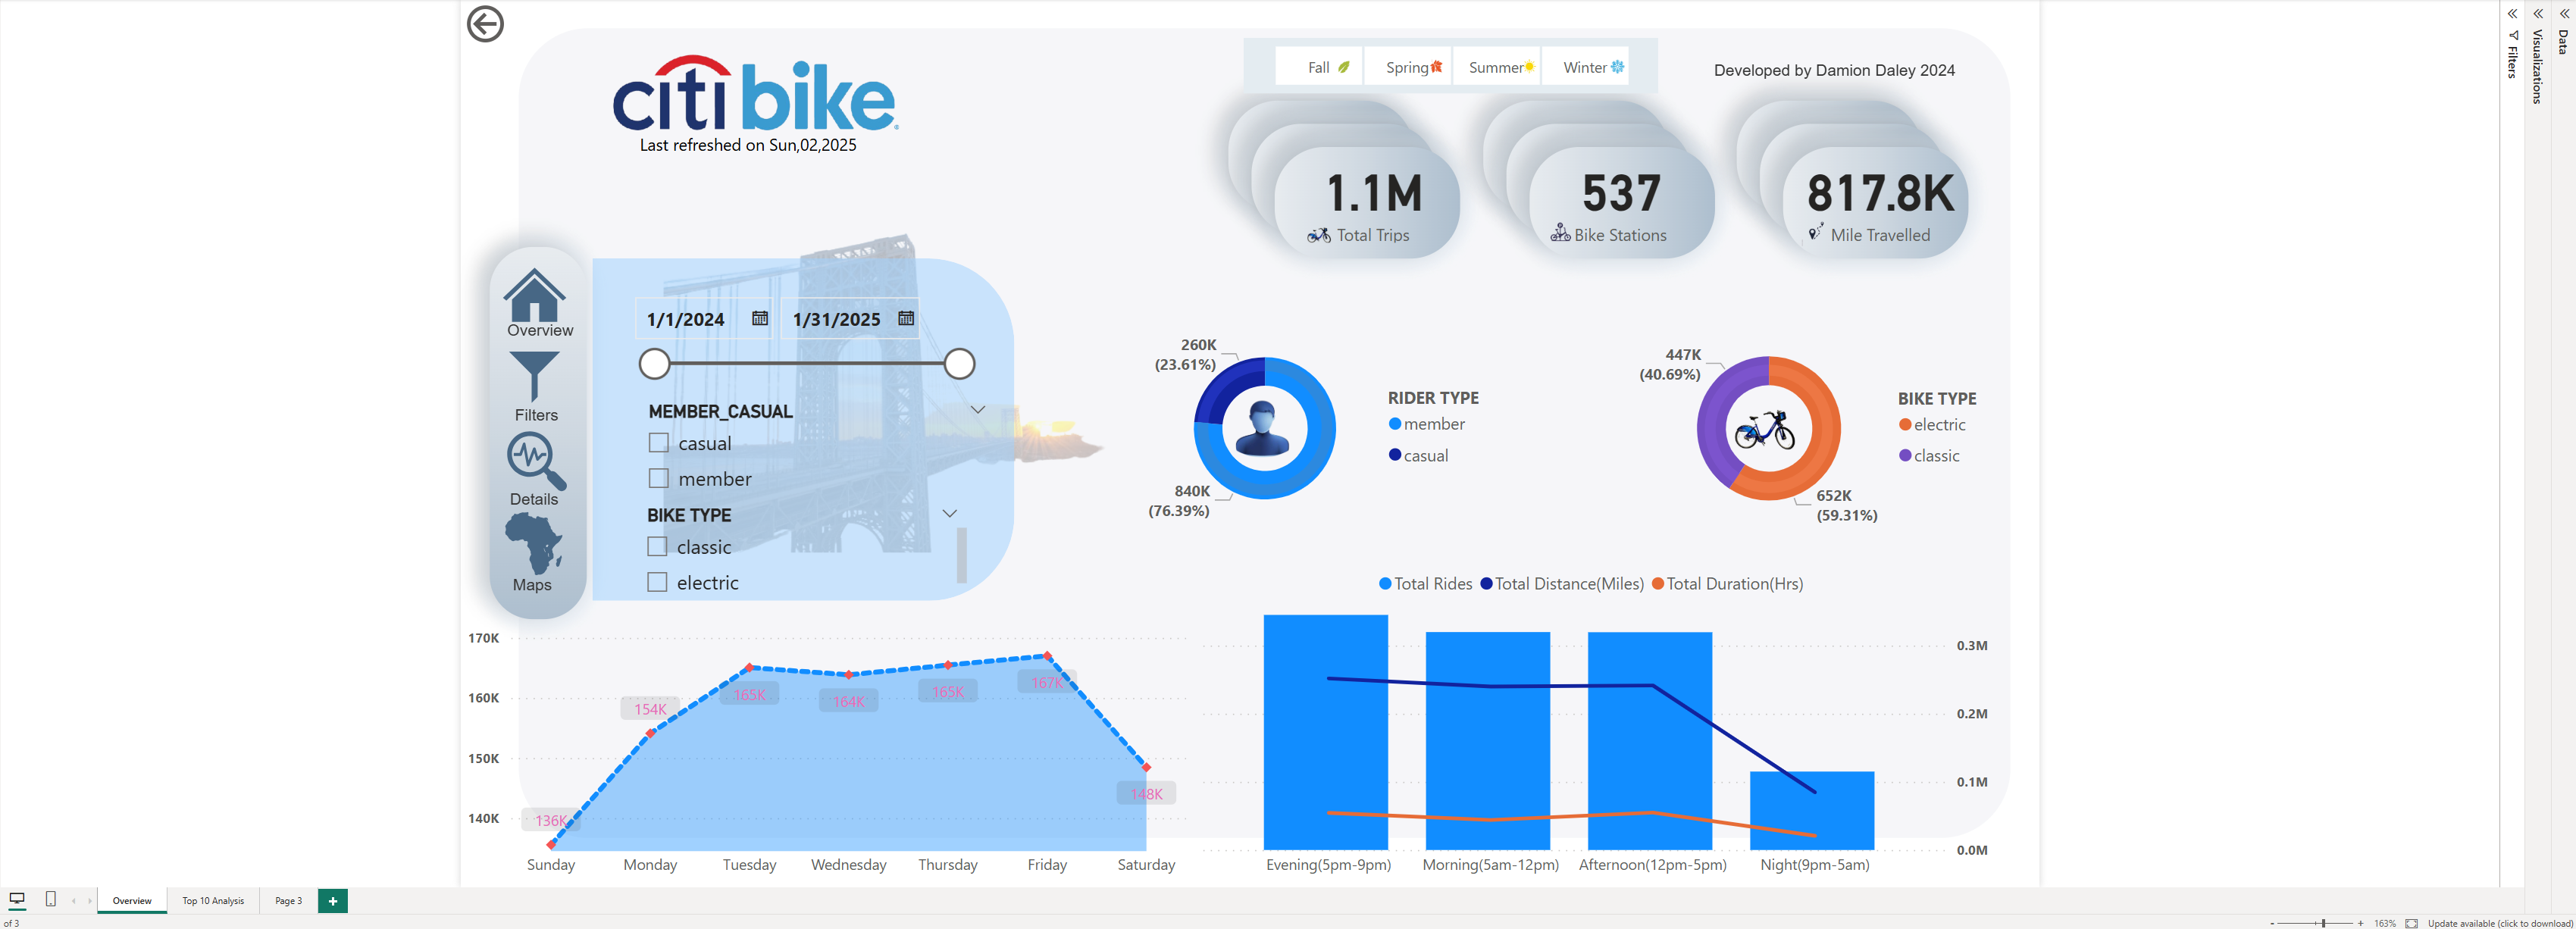 citi bike
Last refreshed on Sun,02,2025
Fall
Spring
Summer
Winter
Developed by Damion Daley 2024
1.1M
Total Trips
537
Bike Stations
817.8K
Mile Travelled
Overview
Filters
Details
Maps
1/1/2024
1/31/2025
MEMBER_CASUAL
casual
member
BIKE TYPE
classic
electric
260K
(23.61%)
840K
(76.39%)
RIDER TYPE
member
casual
447K
(40.69%)
652K
(59.31%)
BIKE TYPE
electric
classic
170K
160K
150K
140K
136K
154K
165K
164K
165K
167K
148K
Sunday
Monday
Tuesday
Wednesday
Thursday
Friday
Saturday
Total Rides
Total Distance(Miles)
Total Duration(Hrs)
0.3M
0.2M
0.1M
0.0M
Evening(5pm-9pm)
Morning(5am-12pm)
Afternoon(12pm-5pm)
Night(9pm-5am)
Filters
Visualizations
Data
Overview
Top 10 Analysis
Page 3
+
of 3
- + 163%
Update available (click to download)